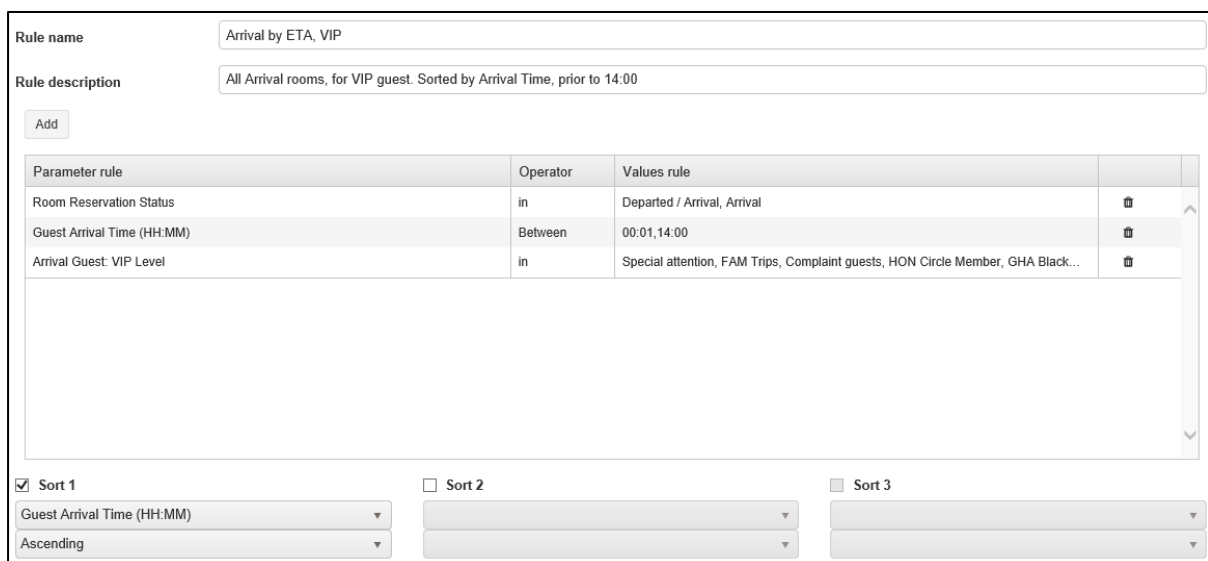 Rule name Arrival by ETA, VIP
Rule description All Arrival rooms, for VIP guest. Sorted by Arrival Time, prior to 14:00
Add
Parameter rule Operator Values rule
Room Reservation Status in Departed / Arrival, Arrival
Guest Arrival Time (HH:MM) Between 00:01,14:00
Arrival Guest: VIP Level in Special attention, FAM Trips, Complaint guests, HON Circle Member, GHA Black...
Sort 1 Sort 2 Sort 3
Guest Arrival Time (HH:MM)
Ascending